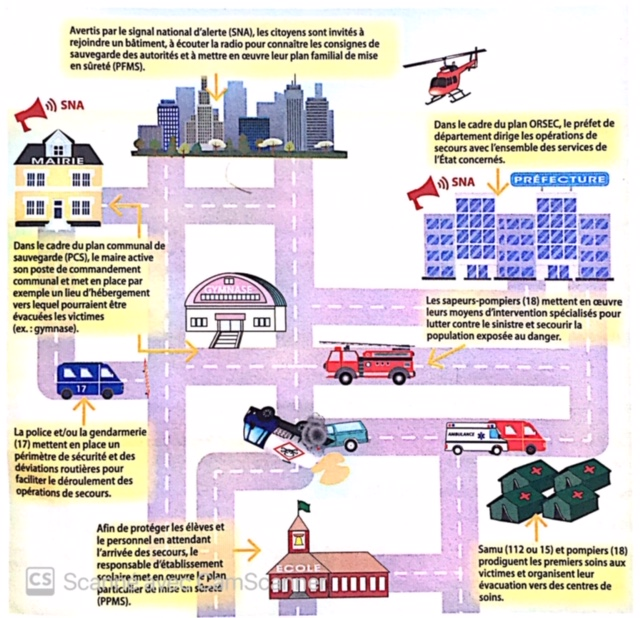 Avertis par le signal national d'alerte (SNA), les citoyens sont invités à
rejoindre un bâtiment, à écouter la radio pour connaître les consignes de
sauvegarde des autorités et à mettre en œuvre leur plan familial de mise
en sûreté (PFMS).
SNA
MAIRIE
Dans le cadre du plan ORSEC, le préfet de
département dirige les opérations de
secours avec l'ensemble des services de
l'État concernés.
SNA
PRÉFECTURE
Dans le cadre du plan communal de
sauvegarde (PCS), le maire active
son poste de commandement
communal et met en place par
exemple un lieu d'hébergement
vers lequel pourraient être
évacuées les victimes
(ex. : gymnase).
GYMNASE
Les sapeurs-pompiers (18) mettent en œuvre
leurs moyens d'intervention spécialisés pour
lutter contre le sinistre et secourir la
population exposée au danger.
17
La police et/ou la gendarmerie
(17) mettent en place un
périmètre de sécurité et des
déviations routières pour
faciliter le déroulement des
opérations de secours.
AMBULANCE
Afin de protéger les élèves et
le personnel en attendant
l'arrivée des secours, le
responsable d'établissement
scolaire met en œuvre le plan
particulier de mise en sûreté
(PPMS).
ÉCOLE
Samu (112 ou 15) et pompiers (18)
prodiguent les premiers soins aux
victimes et organisent leur
évacuation vers des centres de
soins.
CS